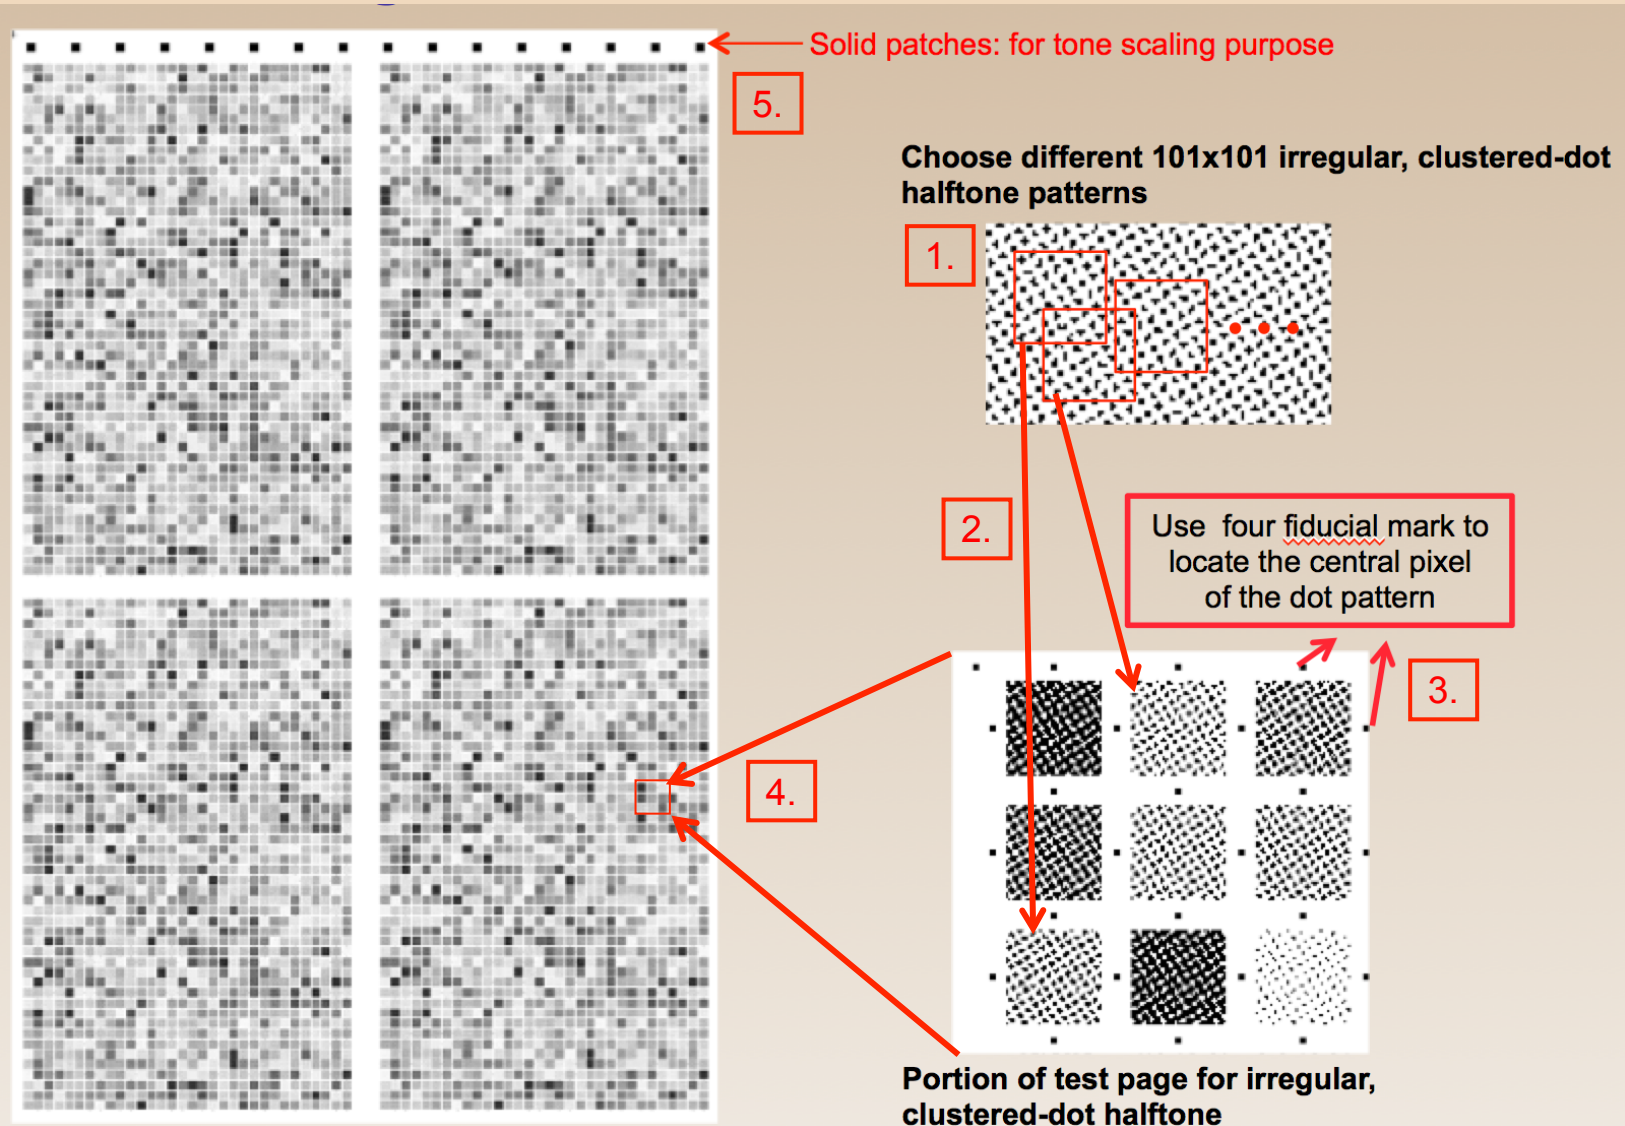 Solid patches: for tone scaling purpose
5.
Choose different 101x101 irregular, clustered-dot
halftone patterns
1.
2.
Use four fiducial mark to
locate the central pixel
of the dot pattern
3.
4.
Portion of test page for irregular,
clustered-dot halftone